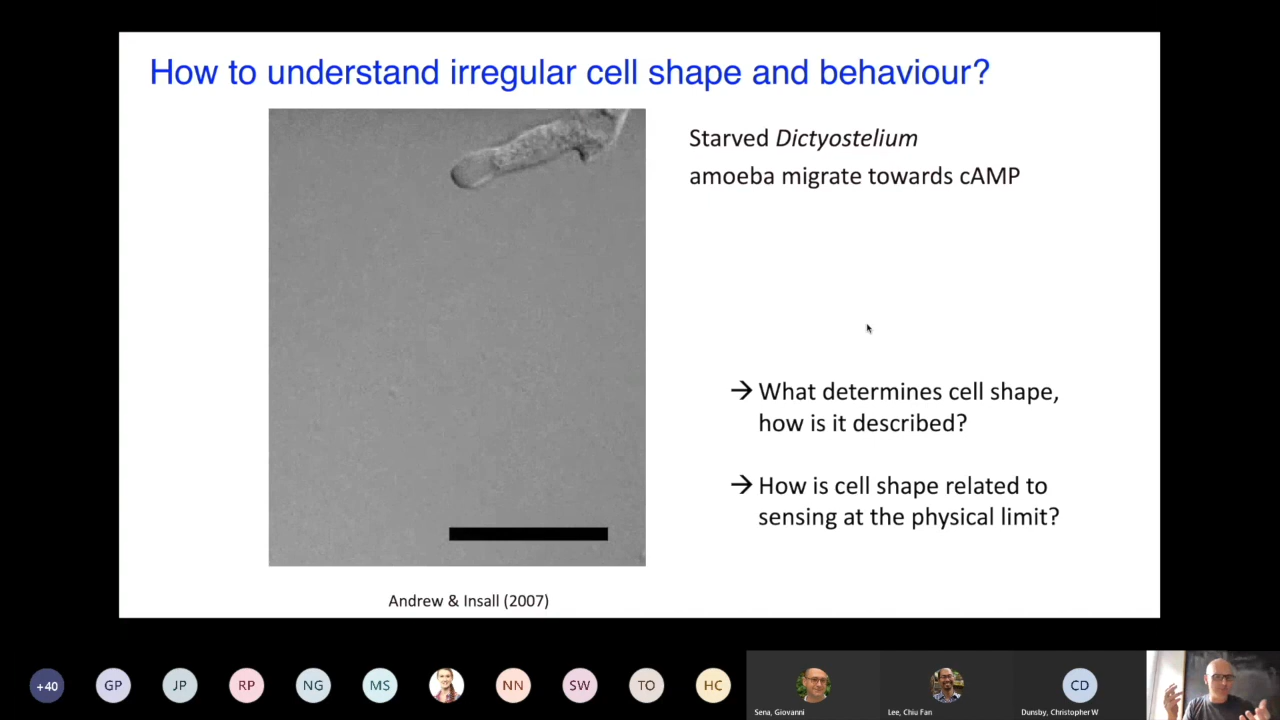 How to understand irregular cell shape and behaviour?
Starved Dictyostelium
amoeba migrate towards cAMP
→ What determines cell shape,
how is it described?
→ How is cell shape related to
sensing at the physical limit?
Andrew & Insall (2007)
+40
GP
JP
RP
NG
MS
NN
SW
TO
HC
CD
Sena, Giovanni
Lee, Chiu Fan
Dunsby, Christopher W